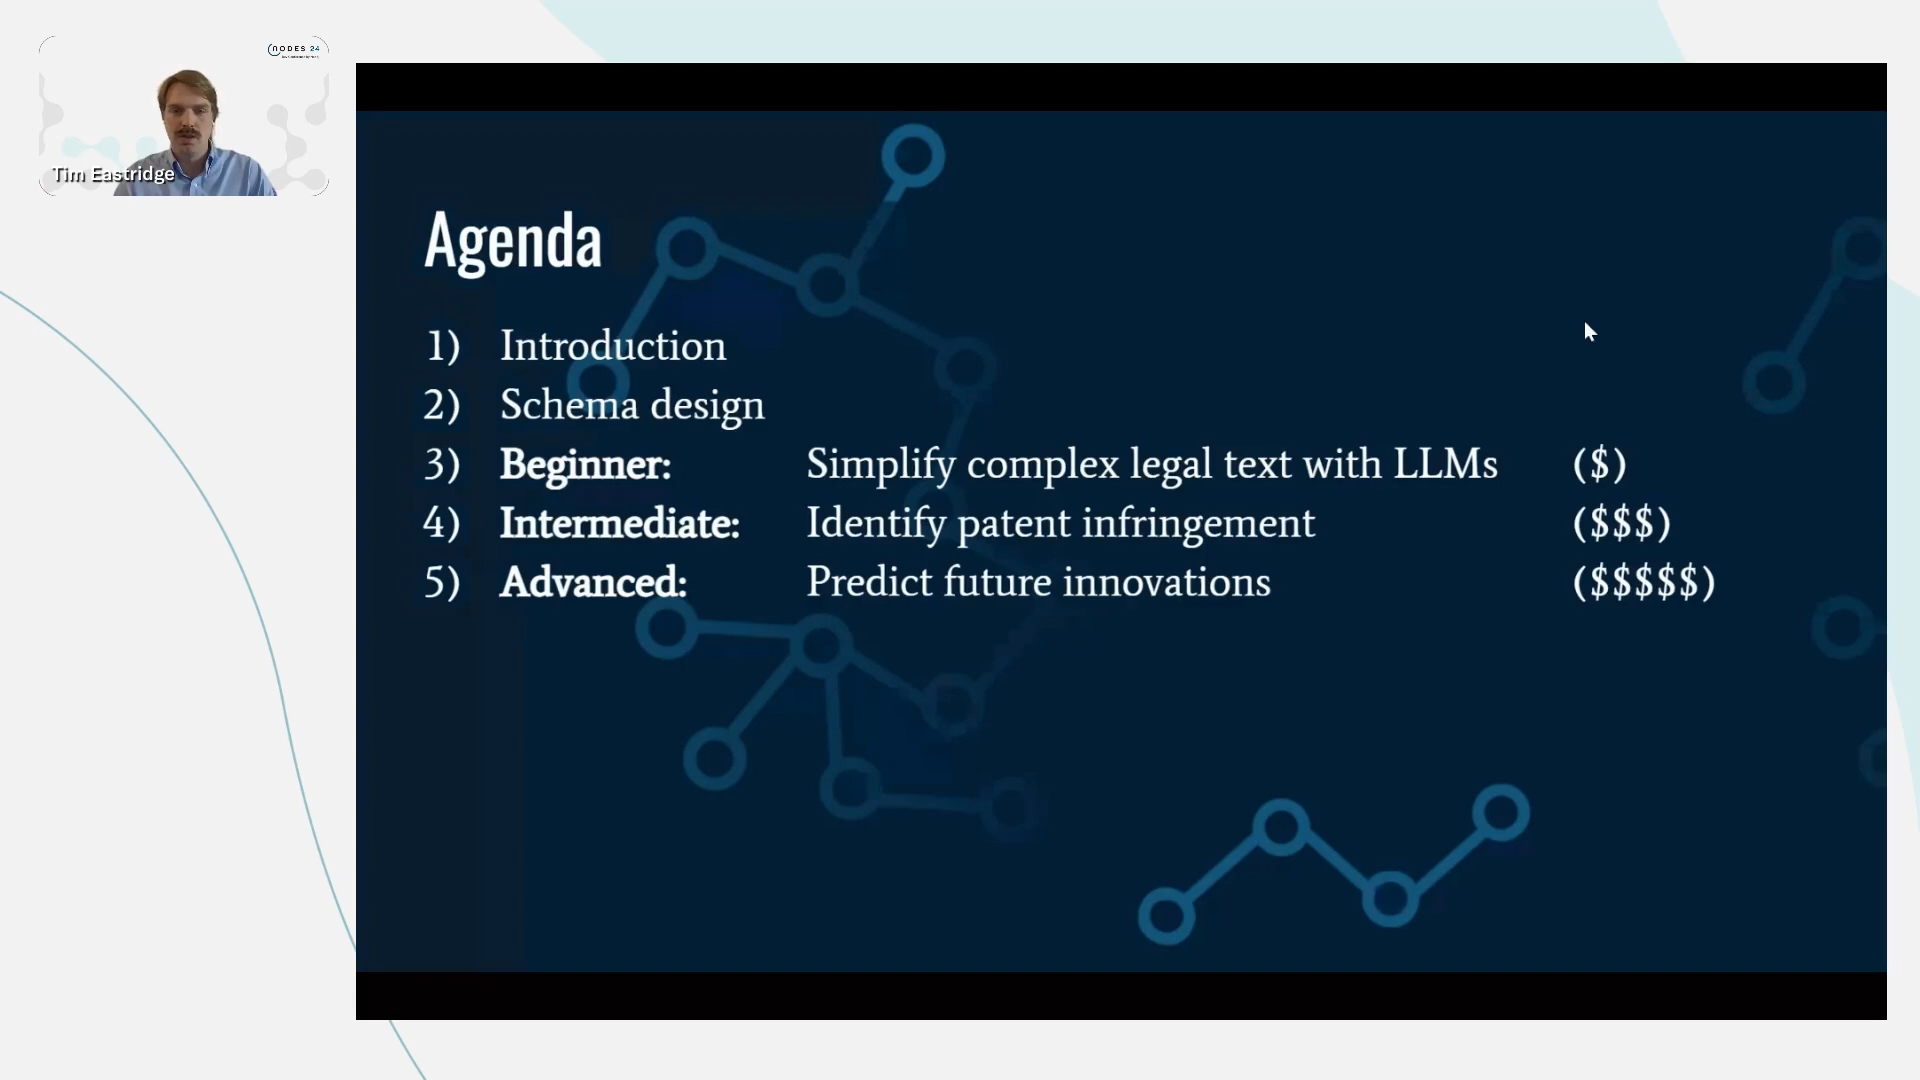 NODES 24
Tim Eastridge
Agenda
1) Introduction
2) Schema design
3) Beginner: Simplify complex legal text with LLMs ($)
4) Intermediate: Identify patent infringement ($$$)
5) Advanced: Predict future innovations ($$$$$)